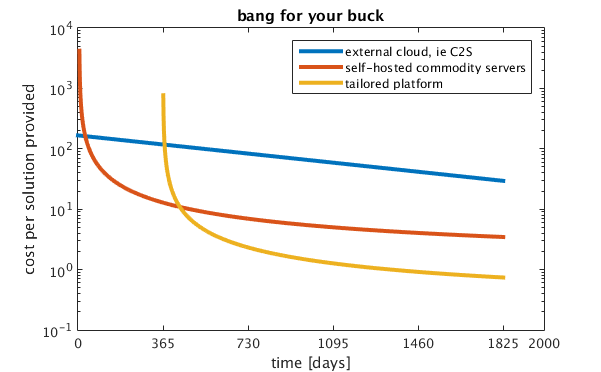 bang for your buck
external cloud, ie C2S
self-hosted commodity servers
tailored platform
cost per solution provided
10^4
10^3
10^2
10^1
10^0
10^-1
0 365 730 1095 1460 1825 2000
time [days]